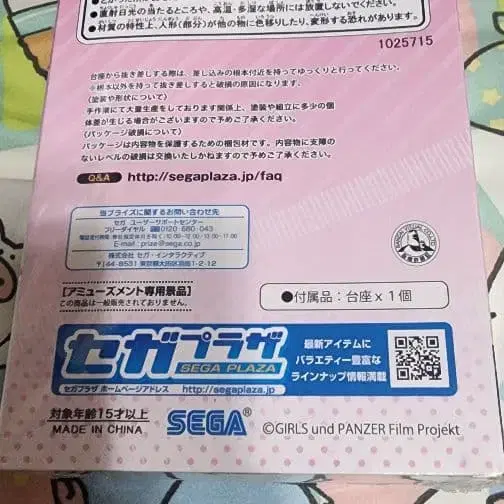 ●直射日光の当たるところや、高温・多湿な場所には放置しないでください。
●材質の特性上、人形(部分)が他の物に色移りしたり、変形する恐れがあります。
1025715
台座から抜き差しする際は、差し込みの根本付近を持ってゆっくりと行ってください。
※根本以外を持って抜き差しすると破損の原因になります。
〈塗装や形状について〉
手作業にて大量生産をしております関係上、塗装や組立に多少の個
体差が生じる場合がございますので予めご了承ください。
〈パッケージ破損について〉
パッケージは内容物を保護するための梱包材です。内容物に支障の
ないレベルの破損は交換いたしかねますので予めご了承ください。
Q&A http://segaplaza.jp/faq
当プライズに関するお問い合わせ先
セガ ユーザーサポートセンター
フリーダイヤル 0120-680-043
E-mail : prize@sega.co.jp
株式会社 セガ・インタラクティブ
〒144-8531 東京都大田区羽田1-2-12
【アミューズメント専用景品】
この商品は一般販売されておりません。
●付属品:台座x1個
セガプラザ
SEGA PLAZA
セガプラザ ホームページアドレス http://segaplaza.jp/
最新アイテムに
バラエティー豊富な
ラインナップ情報満載
対象年齢15才以上
MADE IN CHINA
SEGA®
©GIRLS und PANZER Film Projekt